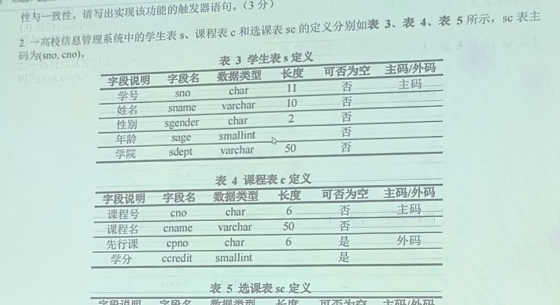 性与一致性。请写出实现该功能的触发器语句。(3 分)
2 一高校信息管理系统中的学生表 s、课程表 c 和选课表 sc 的定义分别如表 3、表 4、表 5 所示，sc 表主
码为(sno, cno)。
表 3 学生表 s 定义
字段说明 字段名 数据类型 长度 可否为空 主码/外码
学号 sno char 11 否 主码
姓名 sname varchar 10 否
性别 sgender char 2 否
年龄 sage smallint 否
学院 sdept varchar 50 否
表 4 课程表 c 定义
字段说明 字段名 数据类型 长度 可否为空 主码/外码
课程号 cno char 6 否 主码
课程名 cname varchar 50 否
先行课 cpno char 6 是 外码
学分 ccredit smallint 是
表 5 选课表 sc 定义
字段说明 字段名 数据类型 长度 可否为空 主码/外码